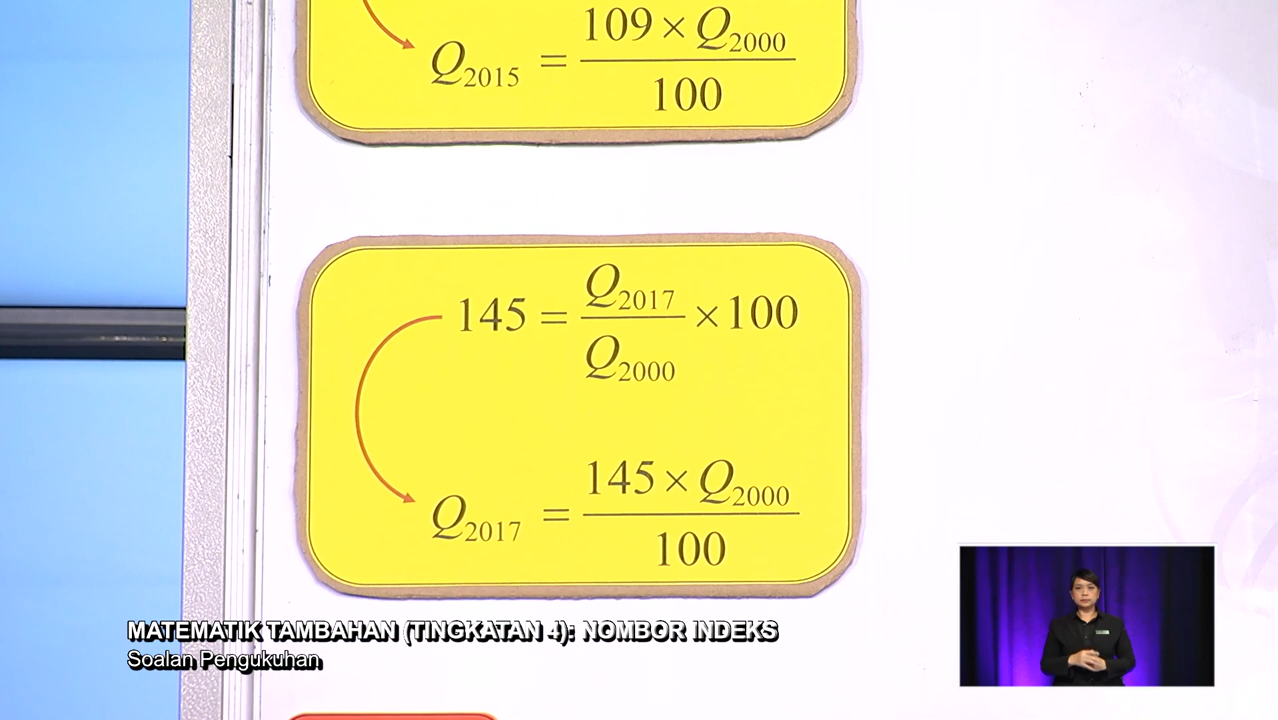 Q₂₀₁₅ = (109 × Q₂₀₀₀)/100
145 = Q₂₀₁₇/Q₂₀₀₀ × 100
Q₂₀₁₇ = (145 × Q₂₀₀₀)/100
MATEMATIK TAMBAHAN (TINGKATAN 4): NOMBOR INDEKS
Soalan Pengukuhan